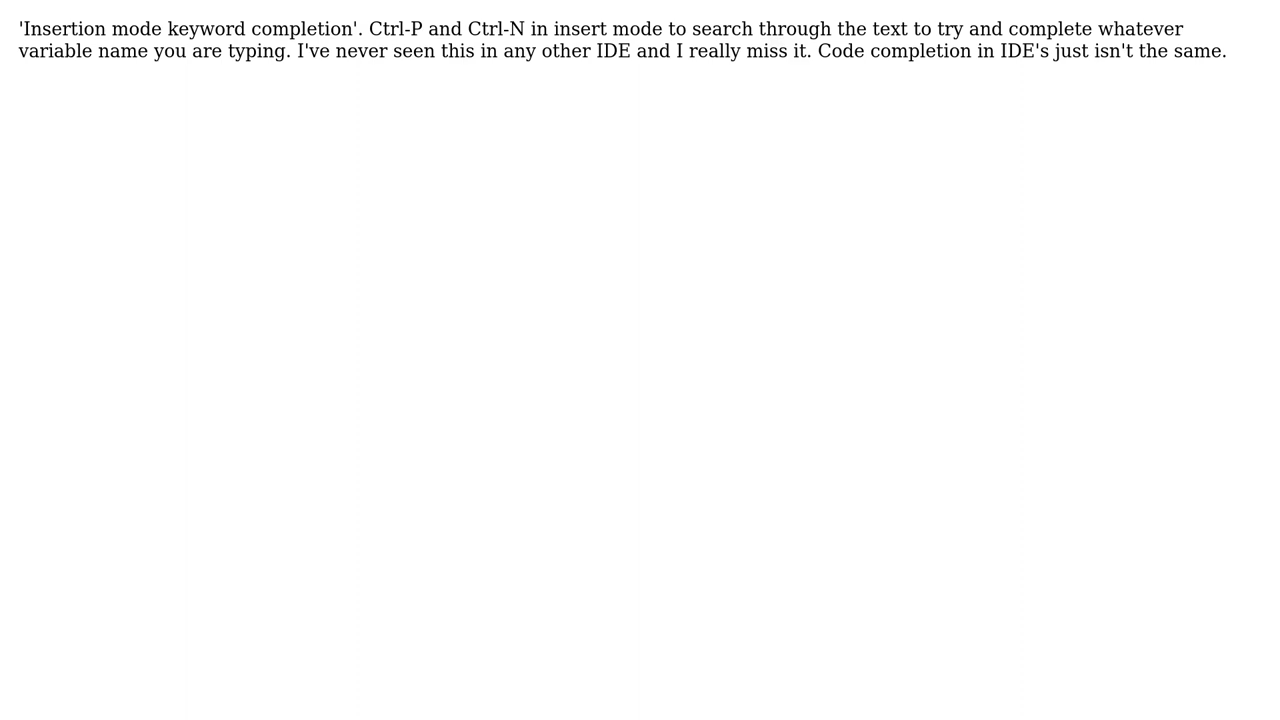 'Insertion mode keyword completion'. Ctrl-P and Ctrl-N in insert mode to search through the text to try and complete whatever
variable name you are typing. I've never seen this in any other IDE and I really miss it. Code completion in IDE's just isn't the same.